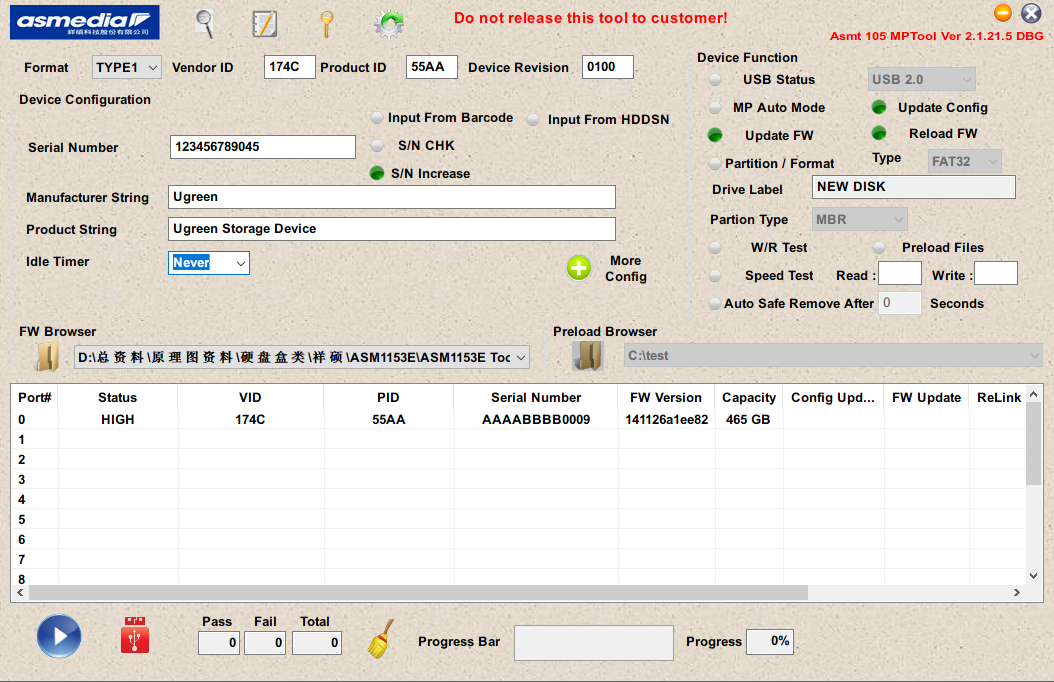 asmedia
祥碩科技股份有限公司
Do not release this tool to customer!
Asmt 105 MPTool Ver 2.1.21.5 DBG
Format TYPE1 Vendor ID 174C Product ID 55AA Device Revision 0100
Device Configuration
Input From Barcode Input From HDDSN
Serial Number 123456789045 S/N CHK
S/N Increase
Manufacturer String Ugreen
Product String Ugreen Storage Device
Idle Timer Never
More
Config
Device Function
USB Status USB 2.0
MP Auto Mode Update Config
Update FW Reload FW
Partition / Format Type FAT32
Drive Label NEW DISK
Partion Type MBR
W/R Test Preload Files
Speed Test Read : Write :
Auto Safe Remove After 0 Seconds
FW Browser
D:\总资料\原理图资料\硬盘盒类\祥硕\ASM1153E\ASM1153E Toc
Preload Browser
C:\test
Port# Status VID PID Serial Number FW Version Capacity Config Upd... FW Update ReLink
0 HIGH 174C 55AA AAAABBBB0009 141126a1ee82 465 GB
1
2
3
4
5
6
7
8
Pass Fail Total
0 0 0
Progress Bar Progress 0%